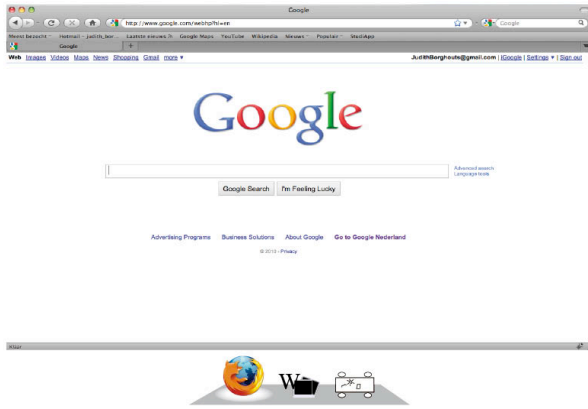 Google
http://www.google.com/webhp?hl=en
Google
Meest bezocht Hotmail - judith_bor... Laatste nieuws Google Maps YouTube Wikipedia Nieuws Populair
Google +
Web Images Videos Maps News Shopping Gmail more JudithBorghouts@gmail.com | iGoogle | Settings | Sign out
Google
Advanced search
Language tools
Google Search I'm Feeling Lucky
Advertising Programs Business Solutions About Google Go to Google Nederland
© 2010 - Privacy
Klaar
W